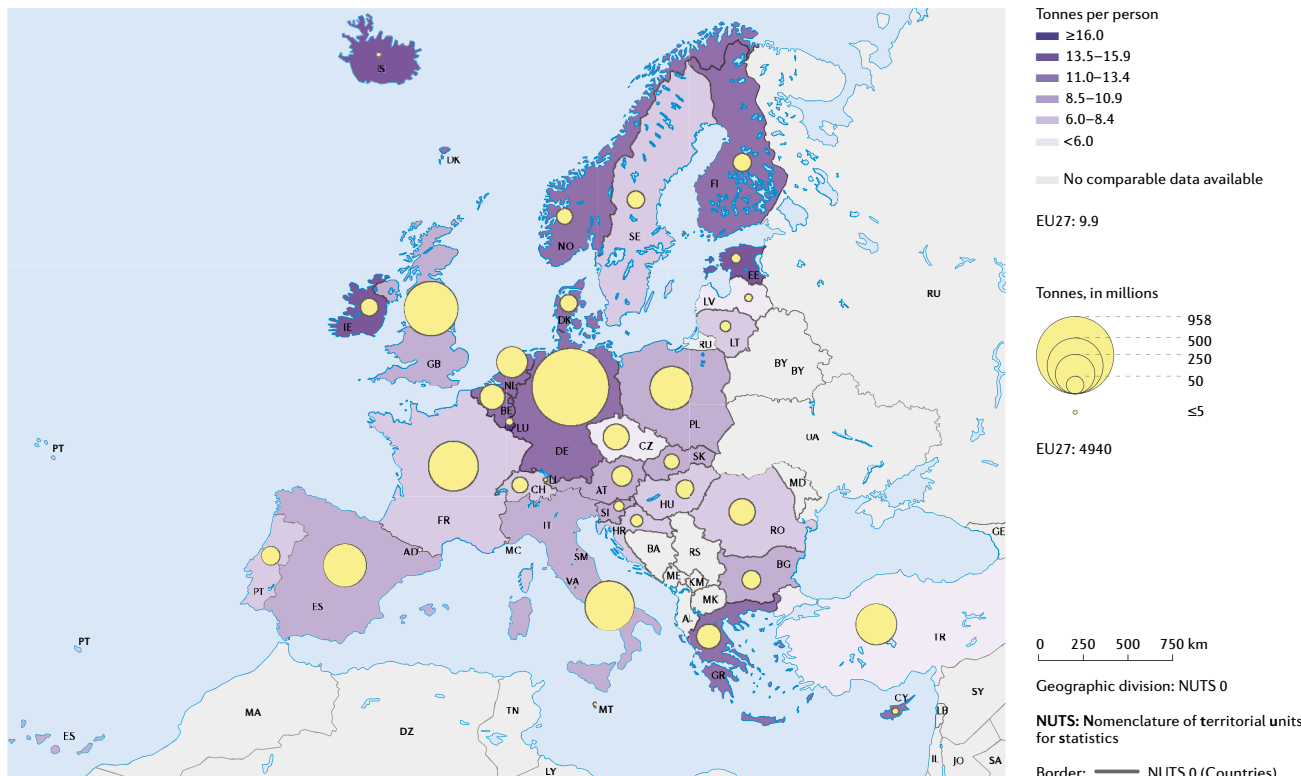 Tonnes per person
≥16.0
13.5–15.9
11.0–13.4
8.5–10.9
6.0–8.4
<6.0
No comparable data available
EU27: 9.9
Tonnes, in millions
958
500
250
50
≤5
EU27: 4940
0 250 500 750 km
Geographic division: NUTS 0
NUTS: Nomenclature of territorial units
for statistics
Border: NUTS 0 (Countries)
IS
DK
FI
NO
SE
EE
RU
LV
DK
LT
IE
RU
GB
BY
BY
NL
BE
LU
PL
PT
UA
DE
CZ
SK
LI
CH
AT
MD
HU
SI
FR
IT
RO
HR
GE
AD
MC
BA
RS
SM
BG
VA
ME
KM
PT
MK
ES
AL
TR
PT
GR
CY
SY
MT
LB
MA
TN
DZ
ES
IL
JO
SA
LY